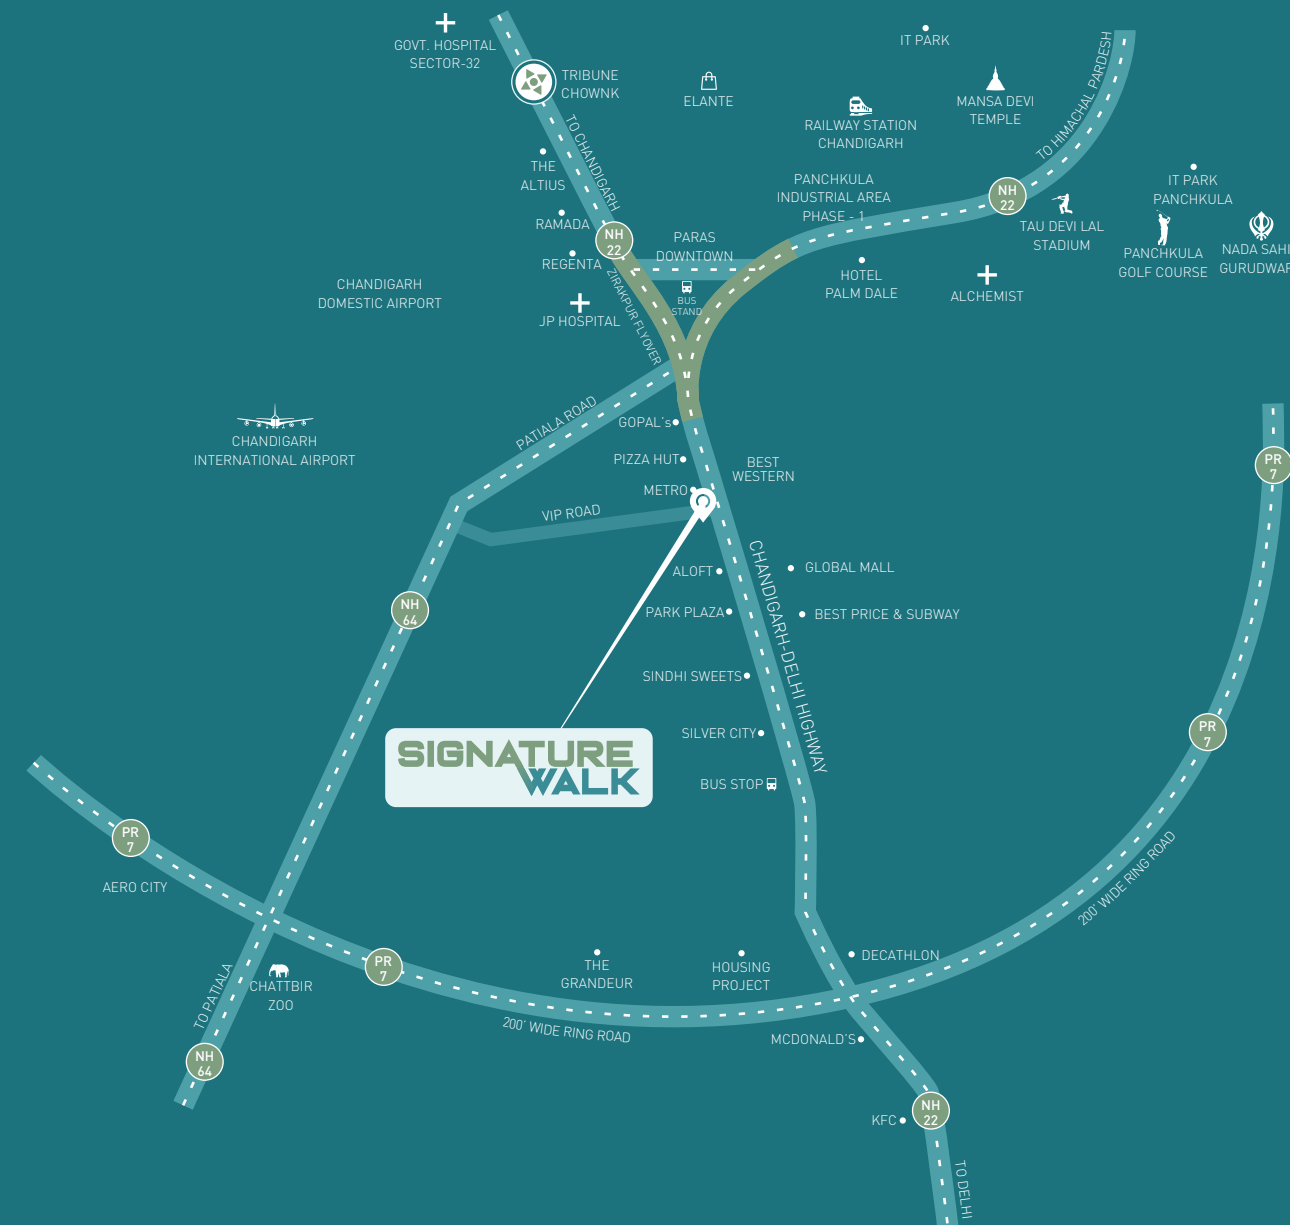 GOVT. HOSPITAL
SECTOR-32
TRIBUNE
CHOWNK
ELANTE
IT PARK
RAILWAY STATION
CHANDIGARH
MANSA DEVI
TEMPLE
TO HIMACHAL PARDESH
TO CHANDIGARH
THE
ALTIUS
RAMADA
REGENTA
NH
22
PARAS
DOWNTOWN
PANCHKULA
INDUSTRIAL AREA
PHASE - 1
NH
22
TAU DEVI LAL
STADIUM
IT PARK
PANCHKULA
PANCHKULA
GOLF COURSE
NADA SAHI
GURUDWAR
HOTEL
PALM DALE
ALCHEMIST
CHANDIGARH
DOMESTIC AIRPORT
JP HOSPITAL
ZIRAKPUR FLYOVER
BUS
STAND
PATIALA ROAD
CHANDIGARH
INTERNATIONAL AIRPORT
GOPAL's
PIZZA HUT
METRO
BEST
WESTERN
VIP ROAD
PR
7
ALOFT
GLOBAL MALL
PARK PLAZA
BEST PRICE & SUBWAY
CHANDIGARH-DELHI HIGHWAY
NH
64
SINDHI SWEETS
SILVER CITY
BUS STOP
SIGNATURE
WALK
PR
7
PR
7
AERO CITY
200' WIDE RING ROAD
TO PATIALA
CHATTBIR
ZOO
PR
7
THE
GRANDEUR
HOUSING
PROJECT
DECATHLON
200' WIDE RING ROAD
MCDONALD'S
NH
64
NH
22
KFC
TO DELHI